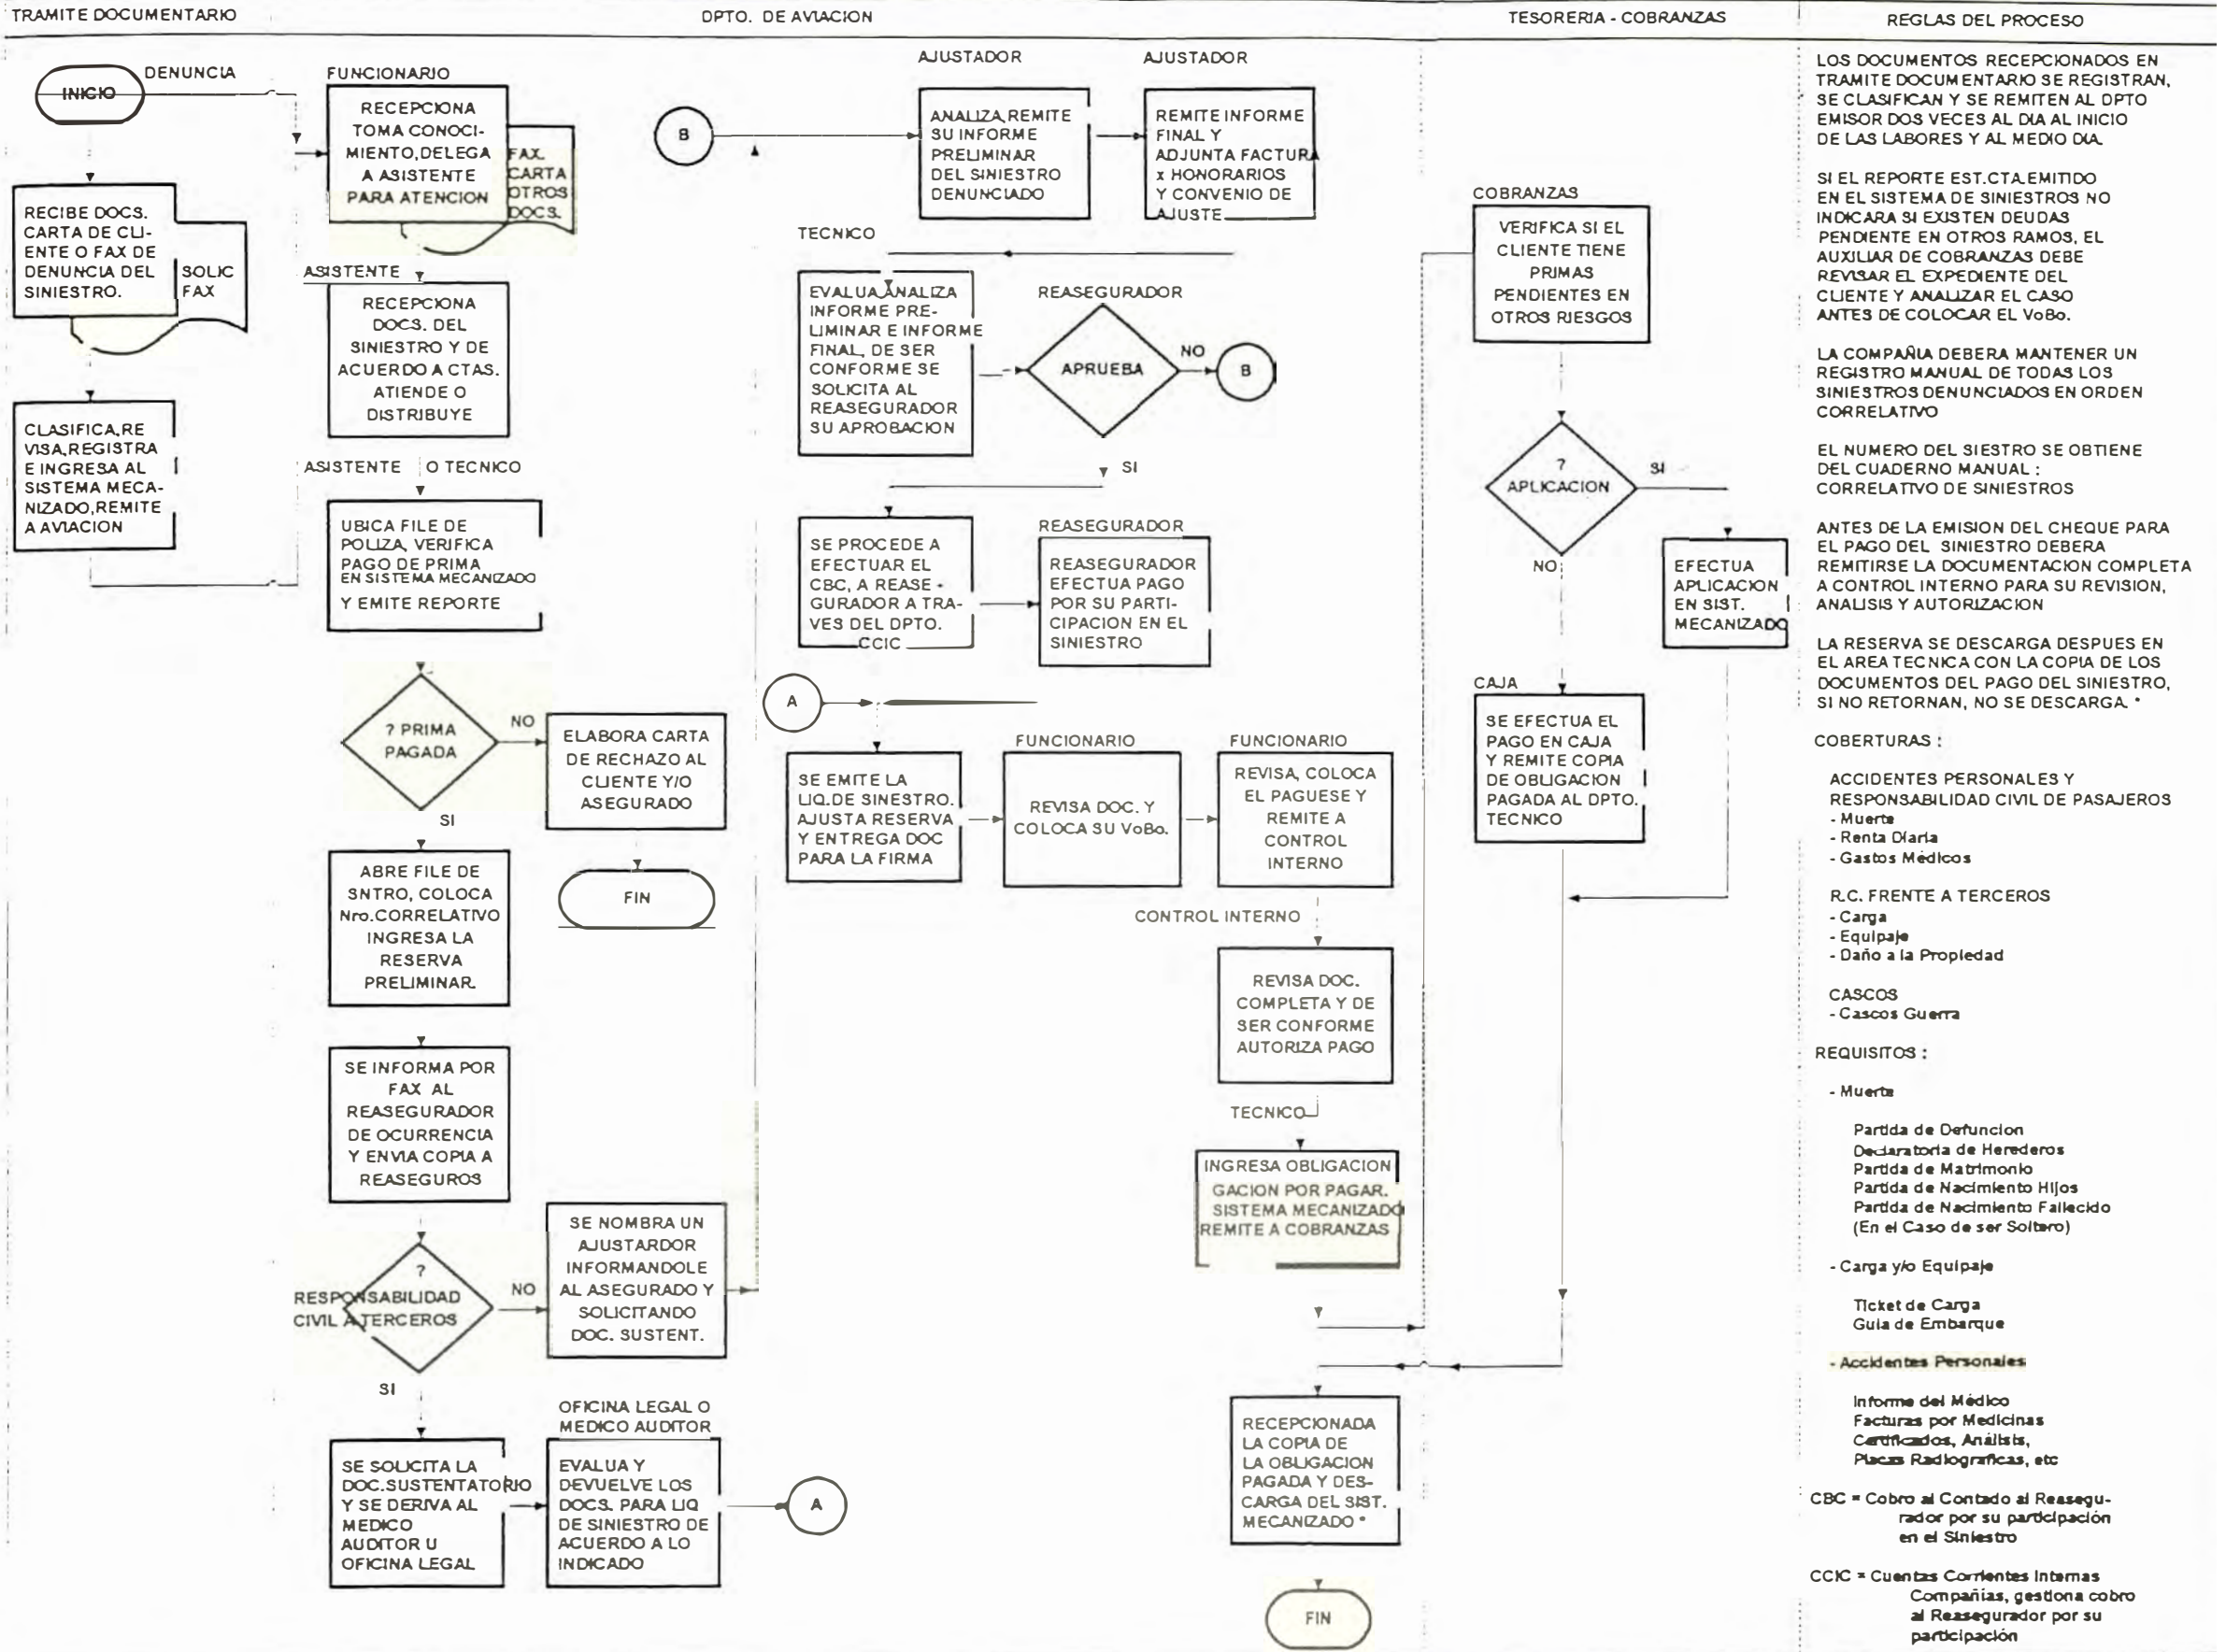 TRAMITE DOCUMENTARIO
DPTO. DE AVIACION
TESORERIA - COBRANZAS
REGLAS DEL PROCESO
INICIO
DENUNCIA
RECIBE DOCS.
CARTA DE CLI-
ENTE O FAX DE
DENUNCIA DEL
SINIESTRO.
SOLIC
FAX
CLASIFICA,RE
VISA,REGISTRA
E INGRESA AL
SISTEMA MECA-
NIZADO,REMITE
A AVIACION
FUNCIONARIO
RECEPCIONA
TOMA CONOCI-
MIENTO,DELEGA
A ASISTENTE
PARA ATENCION
FAX.
CARTA
OTROS
DOCS.
ASISTENTE
RECEPCIONA
DOCS. DEL
SINIESTRO Y DE
ACUERDO A CTAS.
ATIENDE O
DISTRIBUYE
ASISTENTE O TECNICO
UBICA FILE DE
POLIZA, VERIFICA
PAGO DE PRIMA
EN SISTEMA MECANIZADO
Y EMITE REPORTE
? PRIMA
PAGADA
NO
ELABORA CARTA
DE RECHAZO AL
CLIENTE Y/O
ASEGURADO
FIN
SI
ABRE FILE DE
SNTRO, COLOCA
Nro.CORRELATIVO
INGRESA LA
RESERVA
PRELIMINAR.
SE INFORMA POR
FAX AL
REASEGURADOR
DE OCURRENCIA
Y ENVIA COPIA A
REASEGUROS
?
RESPONSABILIDAD
CIVIL A TERCEROS
NO
SE NOMBRA UN
AJUSTARDOR
INFORMANDOLE
AL ASEGURADO Y
SOLICITANDO
DOC. SUSTENT.
SI
SE SOLICITA LA
DOC.SUSTENTATORIO
Y SE DERIVA AL
MEDICO
AUDITOR U
OFICINA LEGAL
OFICINA LEGAL O
MEDICO AUDITOR
EVALUA Y
DEVUELVE LOS
DOCS. PARA LIQ
DE SINIESTRO DE
ACUERDO A LO
INDICADO
A
B
AJUSTADOR
ANALIZA,REMITE
SU INFORME
PRELIMINAR
DEL SINIESTRO
DENUNCIADO
AJUSTADOR
REMITE INFORME
FINAL Y
ADJUNTA FACTURA
x HONORARIOS
Y CONVENIO DE
AJUSTE
TECNICO
EVALUA,ANALIZA
INFORME PRE-
LIMINAR E INFORME
FINAL, DE SER
CONFORME SE
SOLICITA AL
REASEGURADOR
SU APROBACION
REASEGURADOR
APRUEBA
NO
B
SI
SE PROCEDE A
EFECTUAR EL
CBC, A REASE -
GURADOR A TRA-
VES DEL DPTO.
CCIC
REASEGURADOR
REASEGURADOR
EFECTUA PAGO
POR SU PARTI-
CIPACION EN EL
SINIESTRO
A
SE EMITE LA
LIQ.DE SINESTRO.
AJUSTA RESERVA
Y ENTREGA DOC
PARA LA FIRMA
FUNCIONARIO
REVISA DOC. Y
COLOCA SU VoBo.
FUNCIONARIO
REVISA, COLOCA
EL PAGUESE Y
REMITE A
CONTROL
INTERNO
CONTROL INTERNO
REVISA DOC.
COMPLETA Y DE
SER CONFORME
AUTORIZA PAGO
TECNICO
INGRESA OBLIGACION
GACION POR PAGAR.
SISTEMA MECANIZADO
REMITE A COBRANZAS
RECEPCIONADA
LA COPIA DE
LA OBLIGACION
PAGADA Y DES-
CARGA DEL SIST.
MECANIZADO *
FIN
COBRANZAS
VERIFICA SI EL
CLIENTE TIENE
PRIMAS
PENDIENTES EN
OTROS RIESGOS
?
APLICACION
SI
NO
EFECTUA
APLICACION
EN SIST.
MECANIZADO
CAJA
SE EFECTUA EL
PAGO EN CAJA
Y REMITE COPIA
DE OBLIGACION
PAGADA AL DPTO.
TECNICO
LOS DOCUMENTOS RECEPCIONADOS EN
TRAMITE DOCUMENTARIO SE REGISTRAN,
SE CLASIFICAN Y SE REMITEN AL DPTO
EMISOR DOS VECES AL DIA AL INICIO
DE LAS LABORES Y AL MEDIO DIA.
SI EL REPORTE EST.CTA.EMITIDO
EN EL SISTEMA DE SINIESTROS NO
INDICARA SI EXISTEN DEUDAS
PENDIENTE EN OTROS RAMOS, EL
AUXILIAR DE COBRANZAS DEBE
REVISAR EL EXPEDIENTE DEL
CLIENTE Y ANALIZAR EL CASO
ANTES DE COLOCAR EL VoBo.
LA COMPAÑIA DEBERA MANTENER UN
REGISTRO MANUAL DE TODAS LOS
SINIESTROS DENUNCIADOS EN ORDEN
CORRELATIVO
EL NUMERO DEL SIESTRO SE OBTIENE
DEL CUADERNO MANUAL :
CORRELATIVO DE SINIESTROS
ANTES DE LA EMISION DEL CHEQUE PARA
EL PAGO DEL SINIESTRO DEBERA
REMITIRSE LA DOCUMENTACION COMPLETA
A CONTROL INTERNO PARA SU REVISION,
ANALISIS Y AUTORIZACION
LA RESERVA SE DESCARGA DESPUES EN
EL AREA TECNICA CON LA COPIA DE LOS
DOCUMENTOS DEL PAGO DEL SINIESTRO,
SI NO RETORNAN, NO SE DESCARGA. *
COBERTURAS :
ACCIDENTES PERSONALES Y
RESPONSABILIDAD CIVIL DE PASAJEROS
- Muerte
- Renta Diaria
- Gastos Médicos
R.C. FRENTE A TERCEROS
- Carga
- Equipaje
- Daño a la Propiedad
CASCOS
- Cascos Guerra
REQUISITOS :
- Muerte
Partida de Defuncion
Declaratoria de Herederos
Partida de Matrimonio
Partida de Nacimiento Hijos
Partida de Nacimiento Fallecido
(En el Caso de ser Soltero)
- Carga y/o Equipaje
Ticket de Carga
Guia de Embarque
- Accidentes Personales
Informe del Médico
Facturas por Medicinas
Certificados, Análisis,
Placas Radiograficas, etc
CBC = Cobro al Contado al Reasegu-
rador por su participación
en el Siniestro
CCIC = Cuentas Corrientes Internas
Compañías, gestiona cobro
al Reasegurador por su
participación